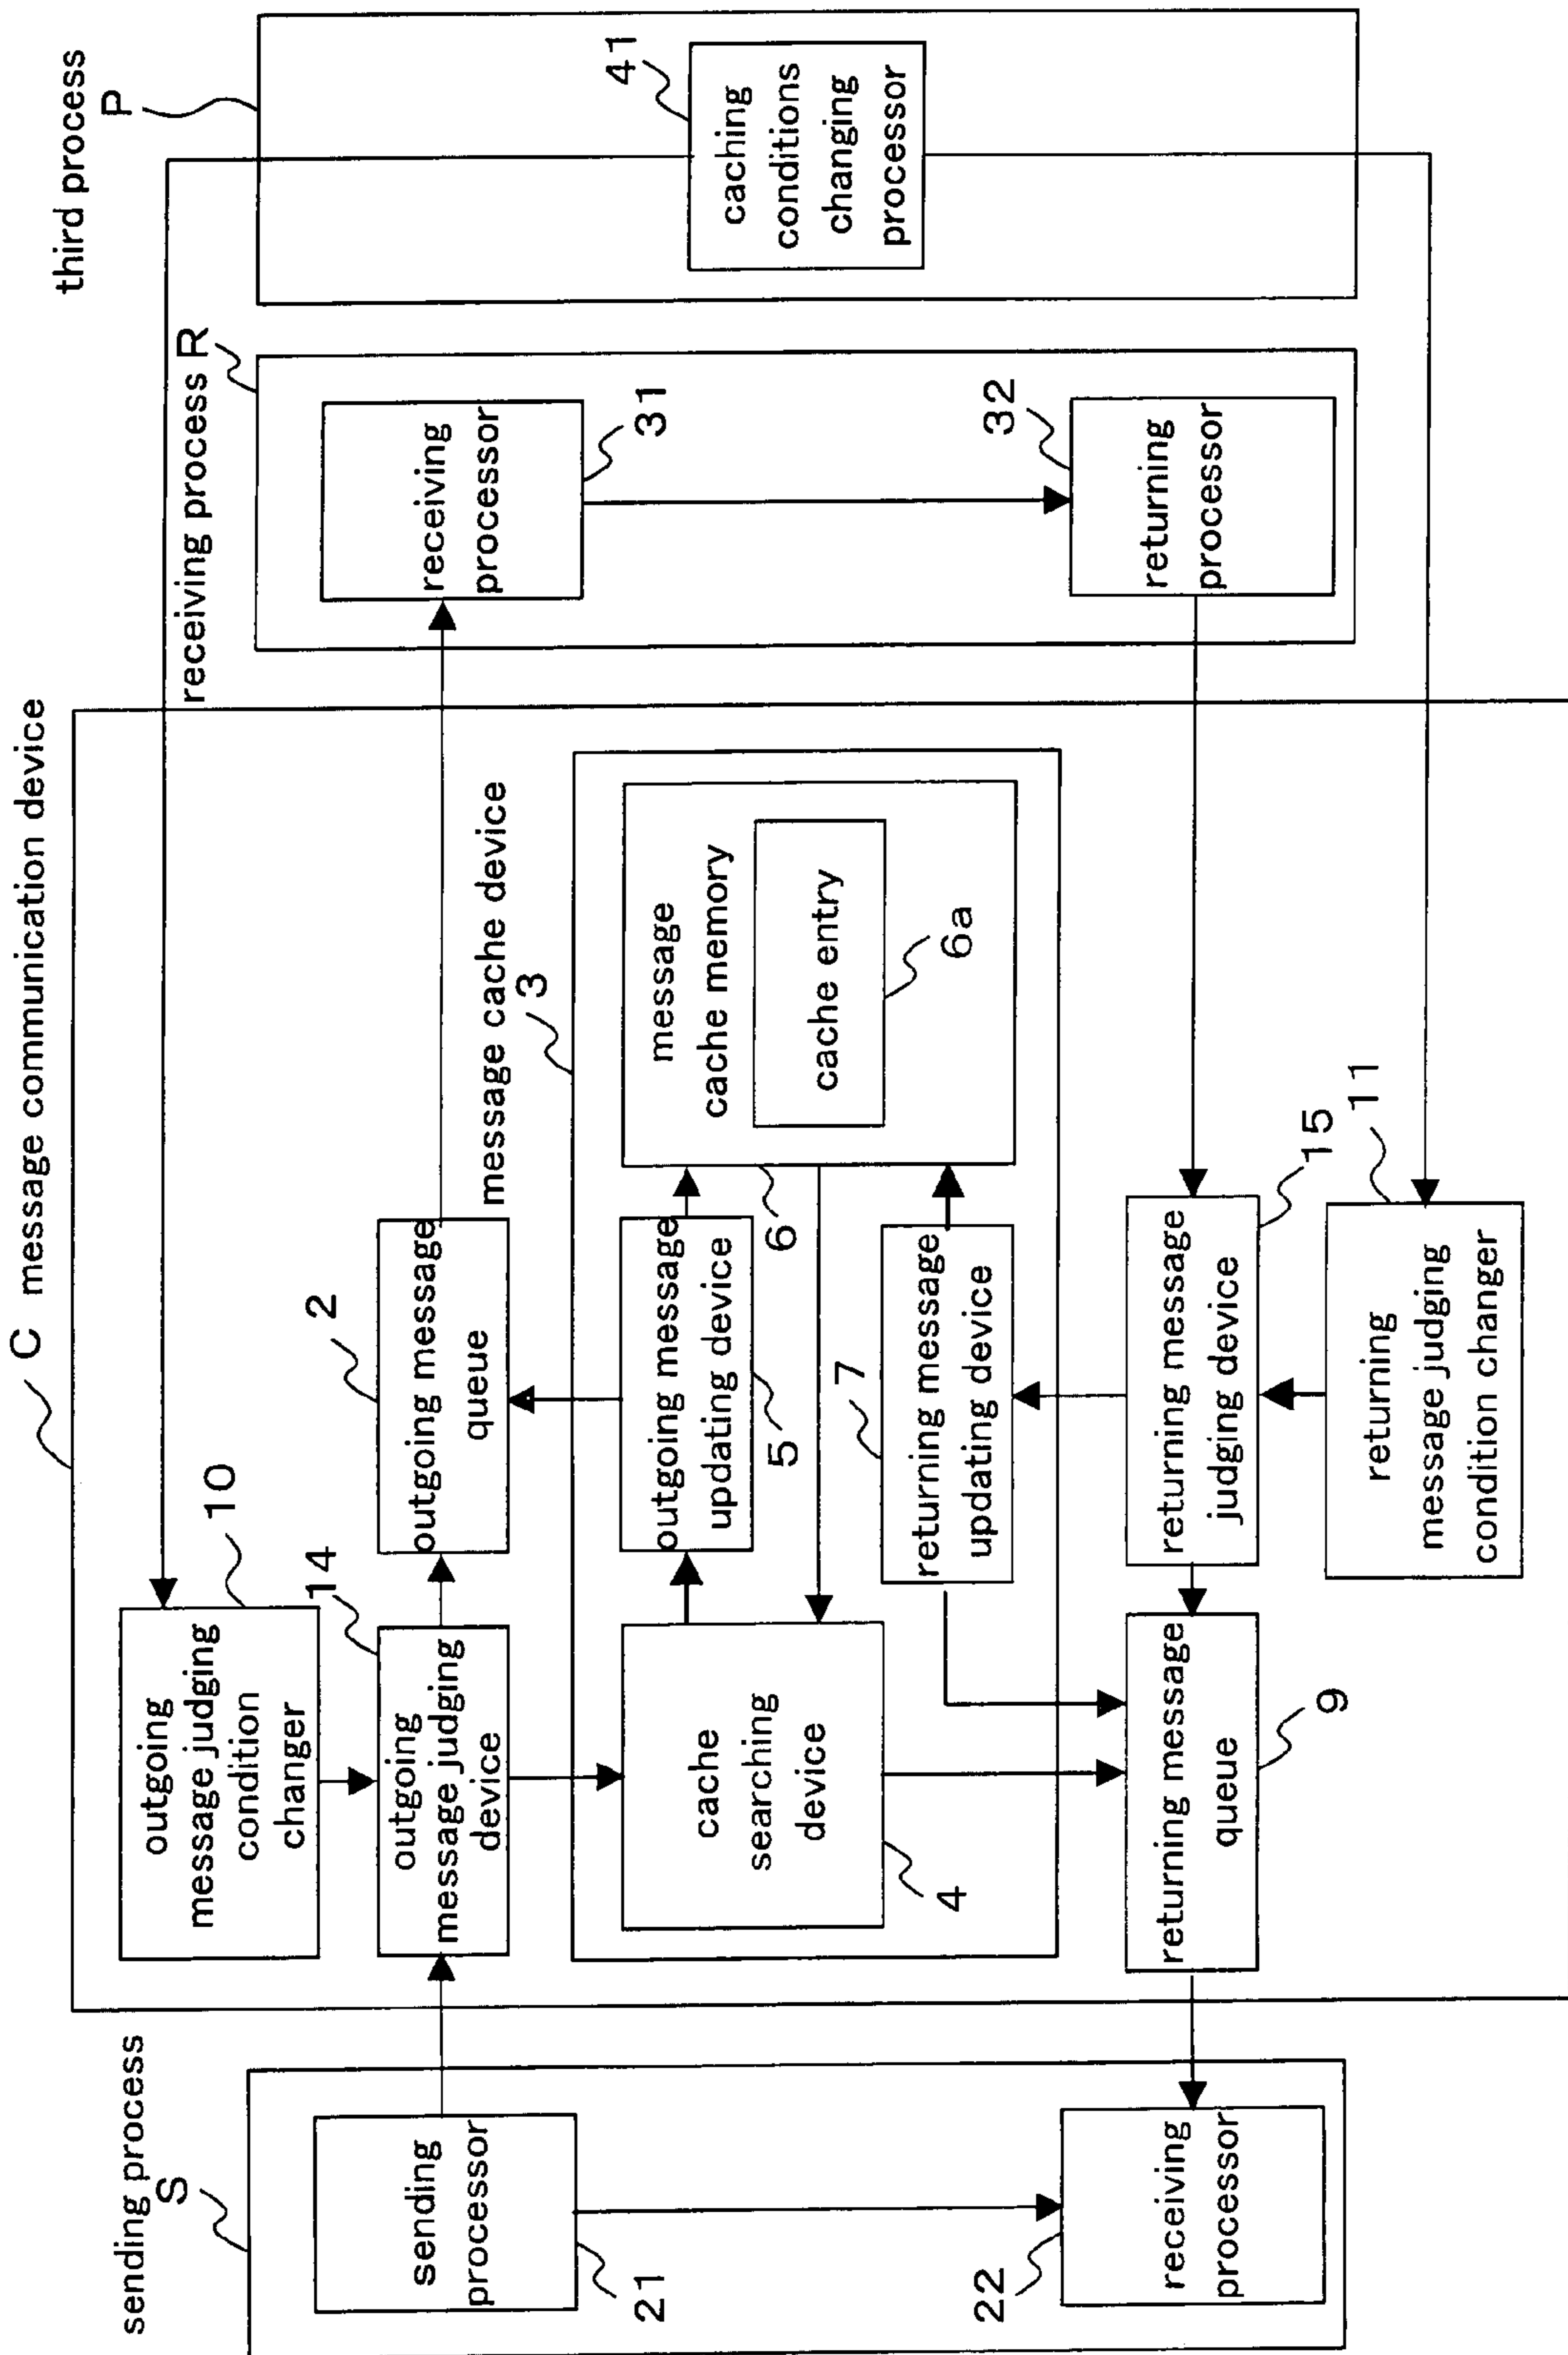 C
message communication device
third process
P
sending process
S
receiving process R
outgoing
message judging
condition
changer
10
outgoing
message judging
device
14
outgoing message
queue
2
message cache device
3
sending
processor
21
receiving
processor
22
cache
searching
device
4
outgoing message
updating device
5
message
cache memory
6
cache entry
6a
returning message
updating device
7
returning message
queue
9
returning message
judging device
15
returning
message judging
condition changer
11
receiving
processor
31
returning
processor
32
caching
conditions
changing
processor
41